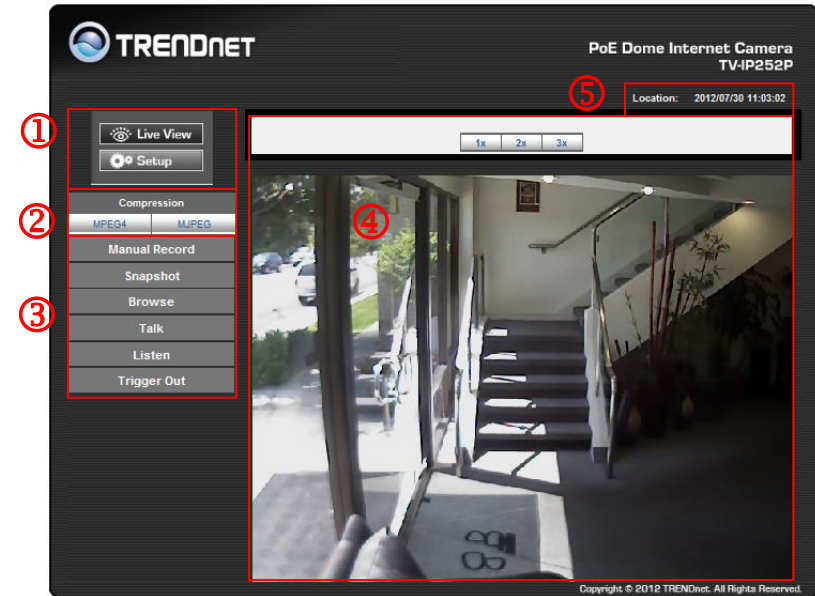 TRENDNET
PoE Dome Internet Camera
TV-IP252P
⑤
Location: 2012/07/30 11:03:02
①
Live View
Setup
1x 2x 3x
②
Compression
MPEG4 MJPEG
③
Manual Record
Snapshot
Browse
Talk
Listen
Trigger Out
④
Copyright © 2012 TRENDnet. All Rights Reserved.